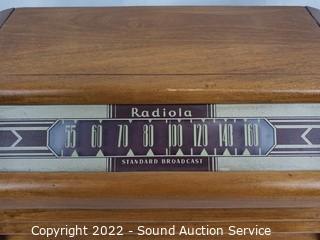 Radiola
55 60 70 80 100 120 140 160
STANDARD BROADCAST
Copyright 2022 - Sound Auction Service